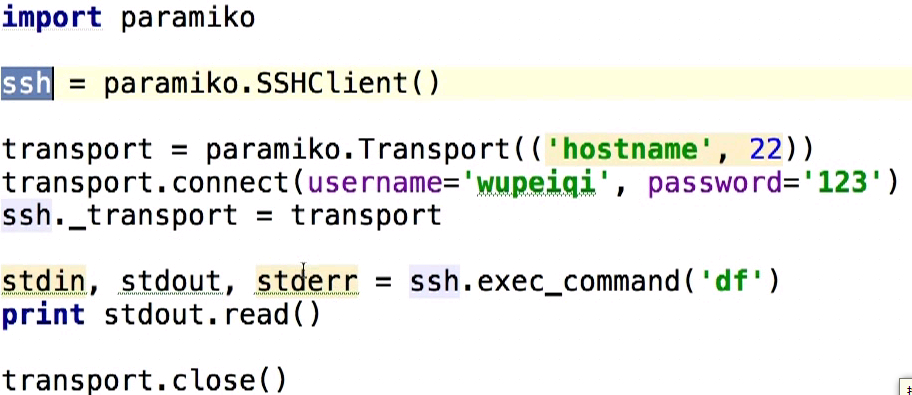 import paramiko
ssh = paramiko.SSHClient()
transport = paramiko.Transport(('hostname', 22))
transport.connect(username='wupeiqi', password='123')
ssh._transport = transport
stdin, stdout, stderr = ssh.exec_command('df')
print stdout.read()
transport.close()